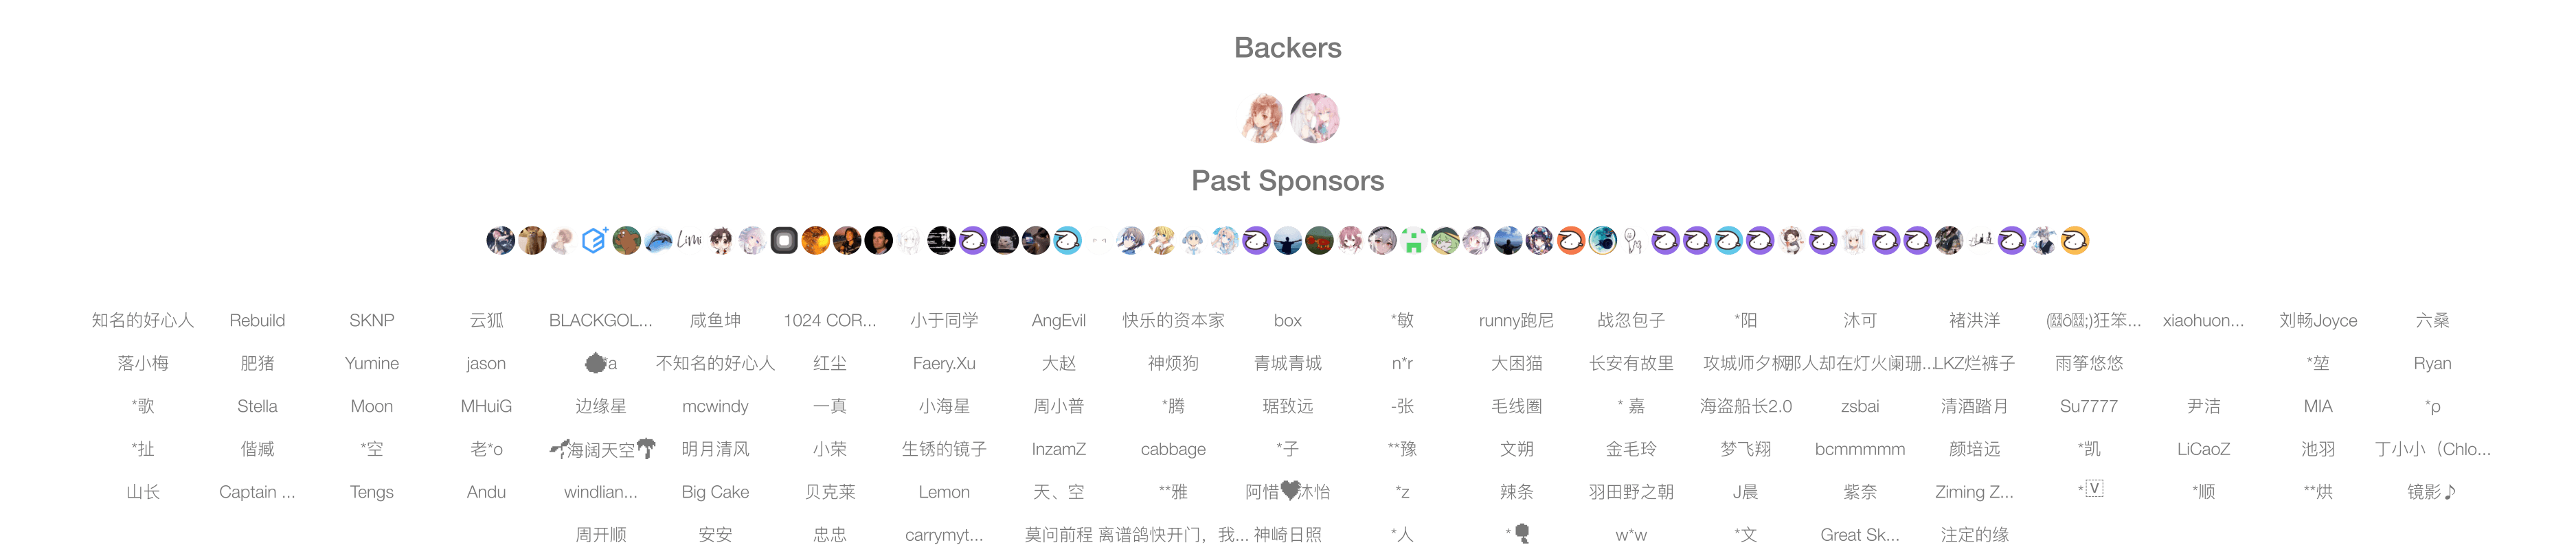 Backers
Past Sponsors
Limi
知名的好心人 Rebuild SKNP 云狐 BLACKGOL... 咸鱼坤 1024 COR... 小于同学 AngEvil 快乐的资本家 box *敏 runny跑尼 战忽包子 *阳 沐可 褚洪洋 狂笨... xiaohuon... 刘畅Joyce 六桑
落小梅 肥猪 Yumine jason a 不知名的好心人 红尘 Faery.Xu 大赵 神烦狗 青城青城 n*r 大困猫 长安有故里 攻城师夕枫 那人却在灯火阑珊... LKZ烂裤子 雨筝悠悠 *堃 Ryan
*歌 Stella Moon MHuiG 边缘星 mcwindy 一真 小海星 周小普 *腾 琚致远 -张 毛线圈 * 嘉 海盗船长2.0 zsbai 清酒踏月 Su7777 尹洁 *ρ
*扯 偕臧 *空 老*o 海阔天空 明月清风 小荣 生锈的镜子 InzamZ cabbage *子 **豫 文朔 金毛玲 梦飞翔 bcmmmmm 颜培远 *凯 LiCaoZ 池羽 丁小小（Chlo...
山长 Captain ... Tengs Andu windlian... Big Cake 贝克莱 Lemon 天、空 **雅 阿惜🖤沐怡 *z 辣条 羽田野之朝 J晨 紫奈 Ziming Z... * V *顺 **烘 镜影♪
周开顺 安安 忠忠 carrymyt... 莫问前程 离谱鸽快开门，我... 神崎日照 *人 * w*w *文 Great Sk... 注定的缘